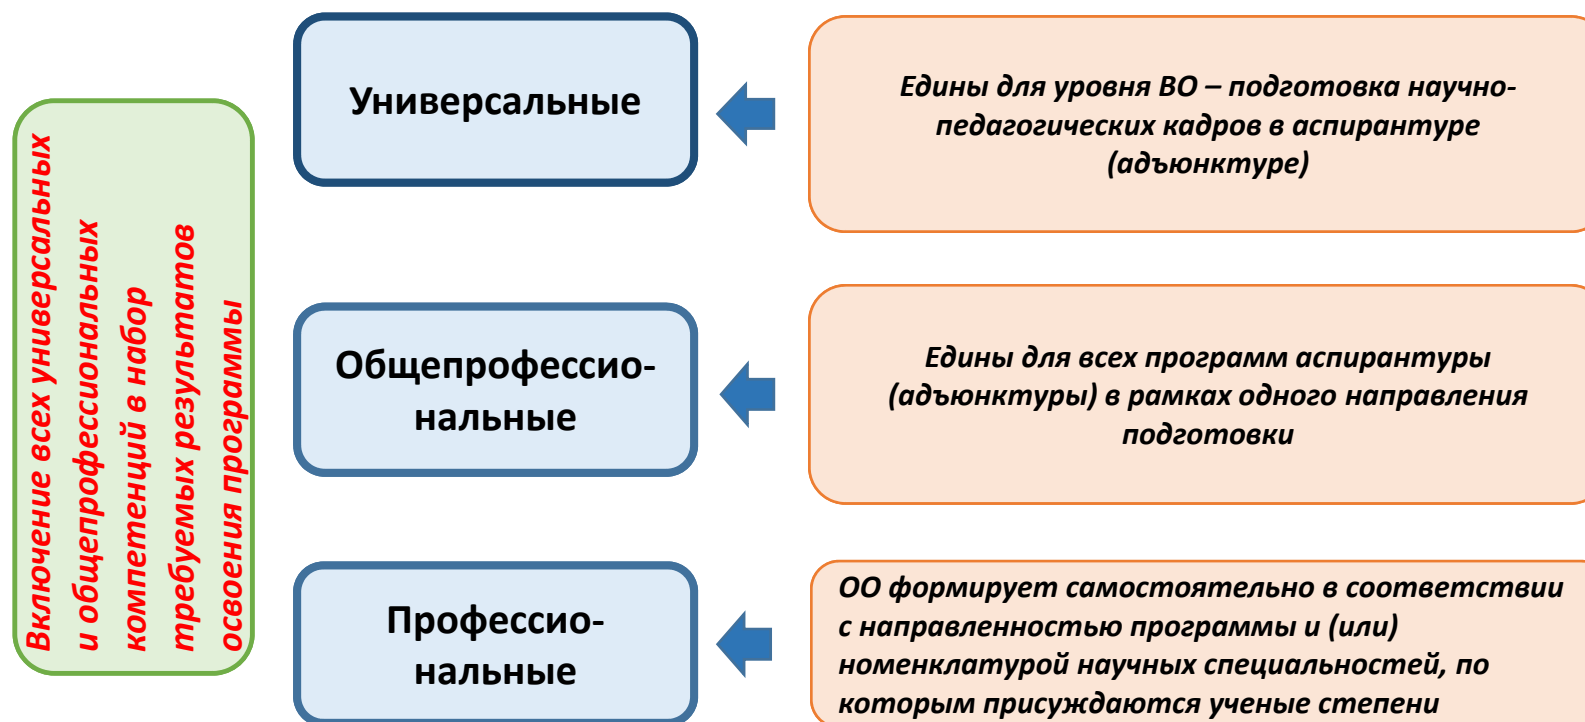 Включение всех универсальных
и общепрофессиональных
компетенций в набор
требуемых результатов
освоения программы
Универсальные
Едины для уровня ВО – подготовка научно-
педагогических кадров в аспирантуре
(адъюнктуре)
Общепрофессио-
нальные
Едины для всех программ аспирантуры
(адъюнктуры) в рамках одного направления
подготовки
Профессио-
нальные
ОО формирует самостоятельно в соответствии
с направленностью программы и (или)
номенклатурой научных специальностей, по
которым присуждаются ученые степени